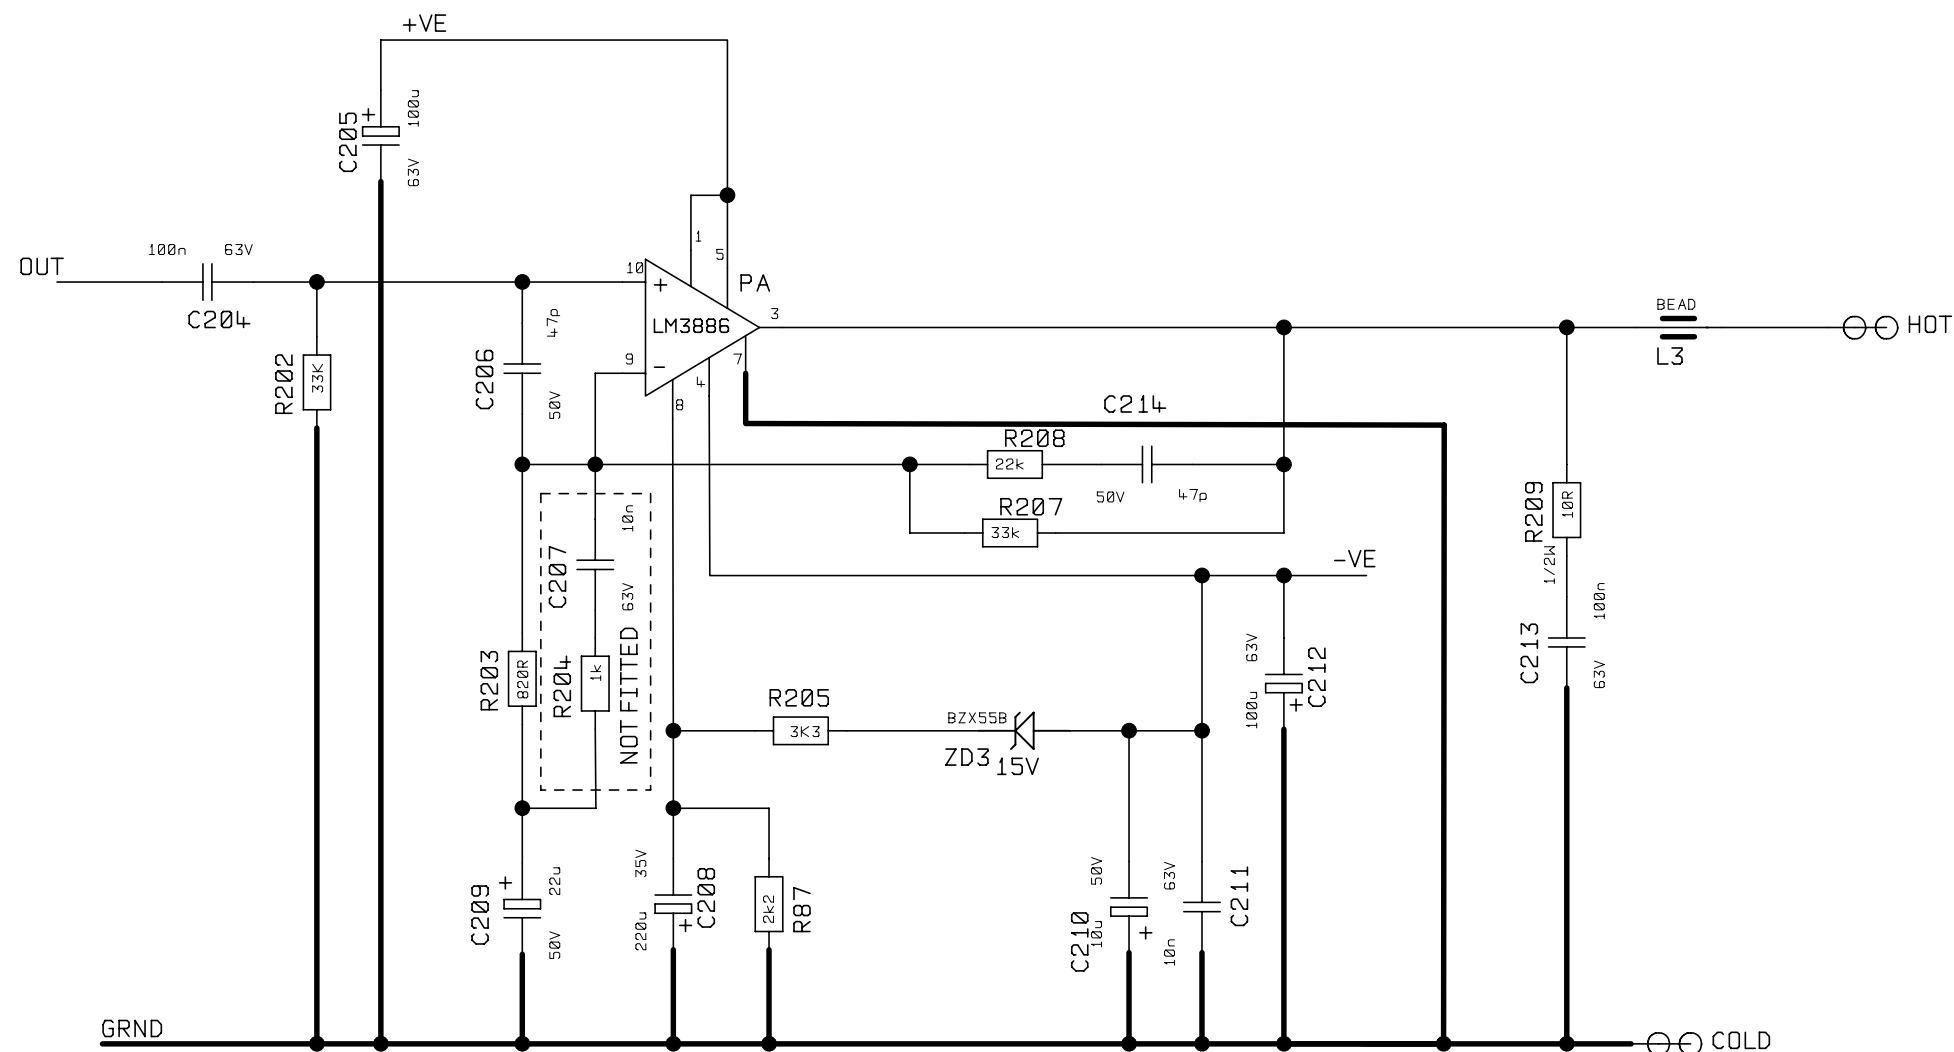 +VE
C205
+
100u
63V
1
5
100n 63V
OUT
C204
10
+
PA
LM3886
3
9
-
7
4
8
BEAD
HOT
L3
R202
33K
C206
47p
50V
C214
R208
22k
50V
47p
R207
33k
-VE
R209
10R
1/2W
C213
100n
63V
C207
10n
63V
R203
820R
R204
1k
NOT FITTED
R205
3K3
BZX55B
ZD3
15V
63V
100u
+
C212
C209
+
22u
50V
35V
220u
+
C208
2k2
R87
50V
C210
10u
+
63V
10n
C211
GRND
COLD